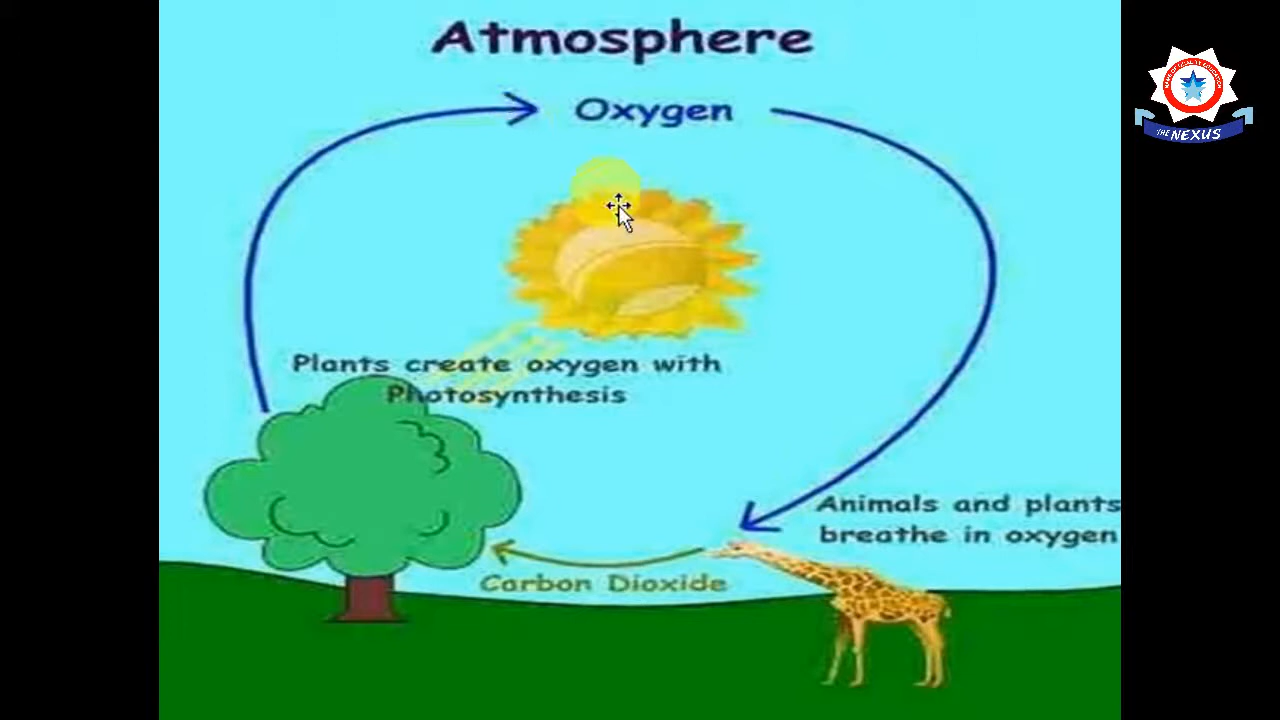 Atmosphere
Oxygen
Plants create oxygen with
Photosynthesis
Animals and plants
breathe in oxygen
Carbon Dioxide
THE NEXUS